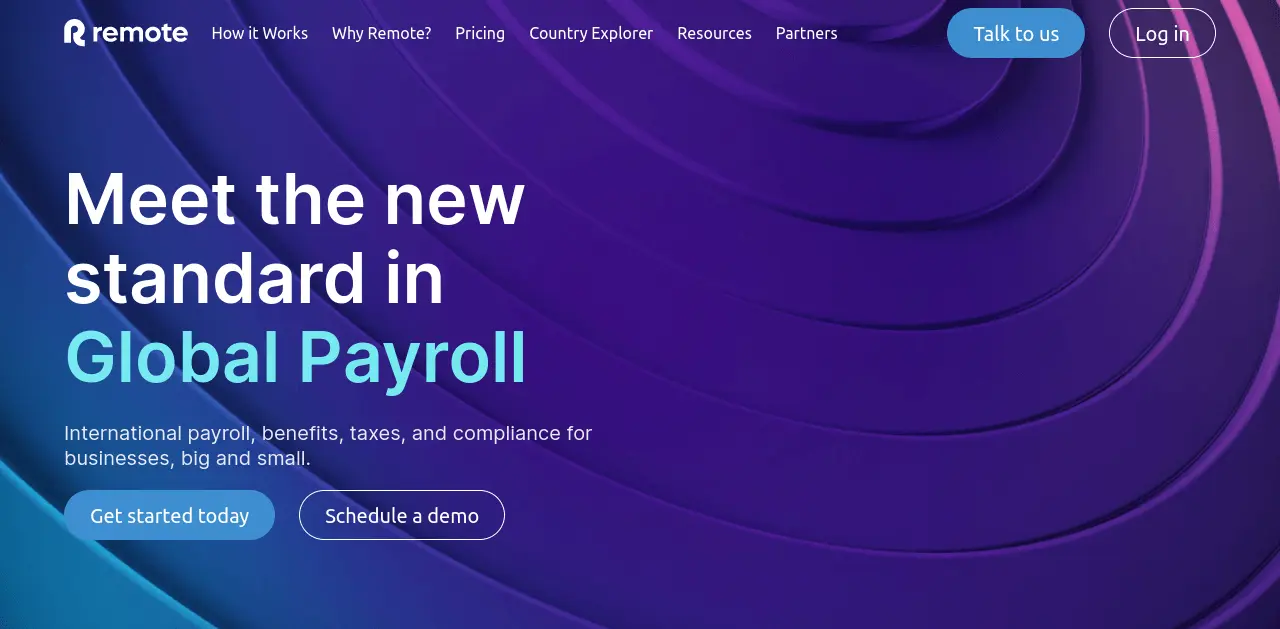 remote
How it Works
Why Remote?
Pricing
Country Explorer
Resources
Partners
Talk to us
Log in
Meet the new
standard in
Global Payroll
International payroll, benefits, taxes, and compliance for
businesses, big and small.
Get started today
Schedule a demo